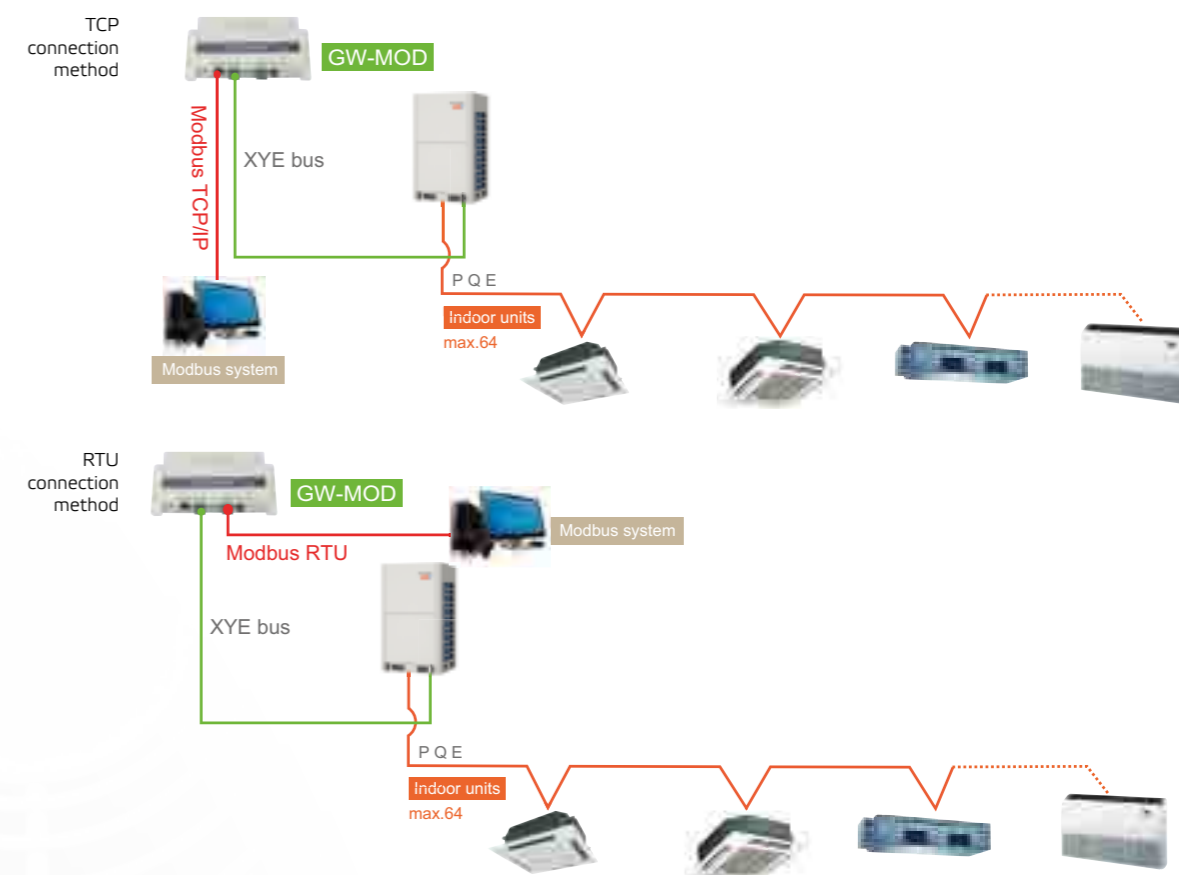 TCP
connection
method
GW-MOD
Modbus TCP/IP
XYE bus
P Q E
Indoor units
max.64
Modbus system
RTU
connection
method
GW-MOD
Modbus RTU
Modbus system
XYE bus
P Q E
Indoor units
max.64